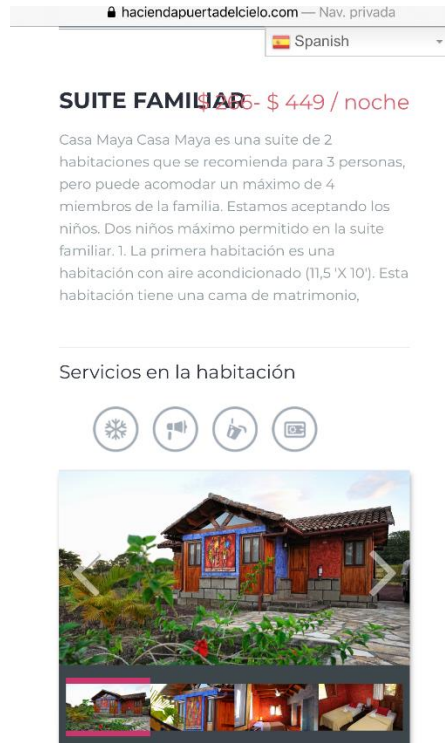 haciendapuertadelcielo.com — Nav. privada
Spanish
SUITE FAMILIAR
- $ 449 / noche
Casa Maya Casa Maya es una suite de 2
habitaciones que se recomienda para 3 personas,
pero puede acomodar un máximo de 4
miembros de la familia. Estamos aceptando los
niños. Dos niños máximo permitido en la suite
familiar. 1. La primera habitación es una
habitación con aire acondicionado (11,5 'X 10'). Esta
habitación tiene una cama de matrimonio,
Servicios en la habitación